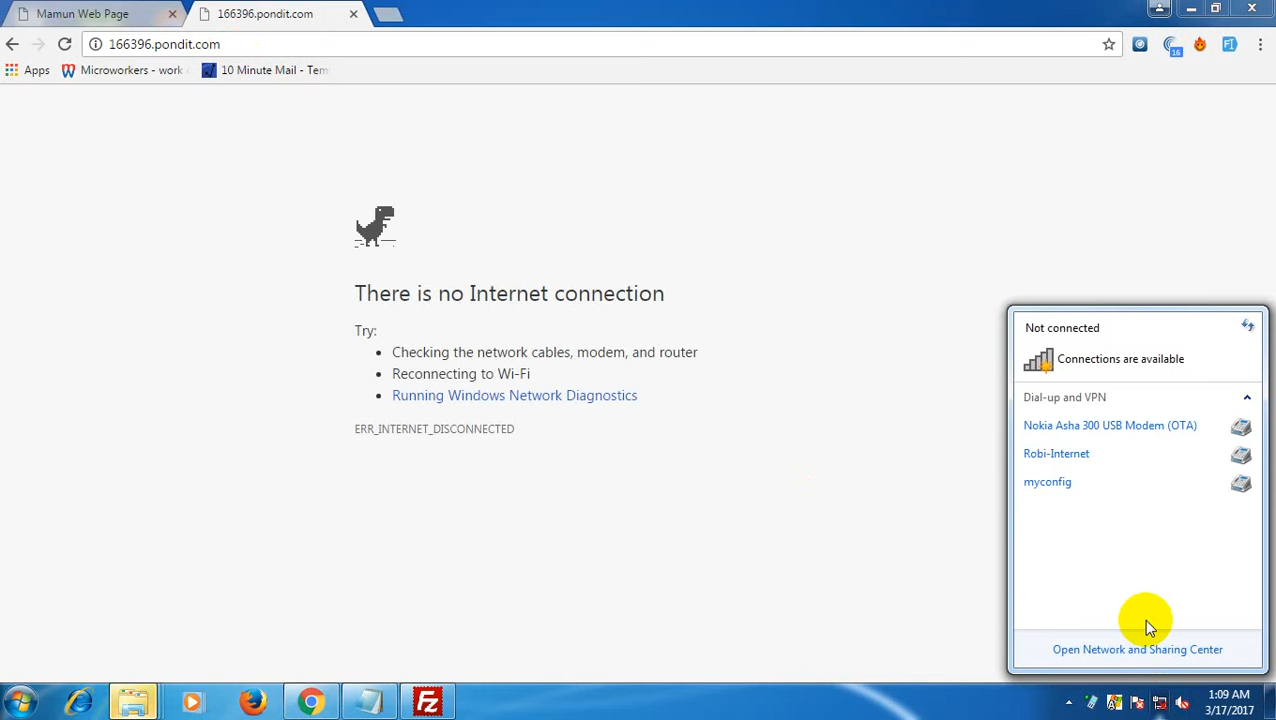 Mamun Web Page
166396.pondit.com
166396.pondit.com
Apps
Microworkers - work
10 Minute Mail - Tem
16
There is no Internet connection
Try:
Checking the network cables, modem, and router
Reconnecting to Wi-Fi
Running Windows Network Diagnostics
ERR_INTERNET_DISCONNECTED
Not connected
Connections are available
Dial-up and VPN
Nokia Asha 300 USB Modem (OTA)
Robi-Internet
myconfig
Open Network and Sharing Center
1:09 AM
3/17/2017